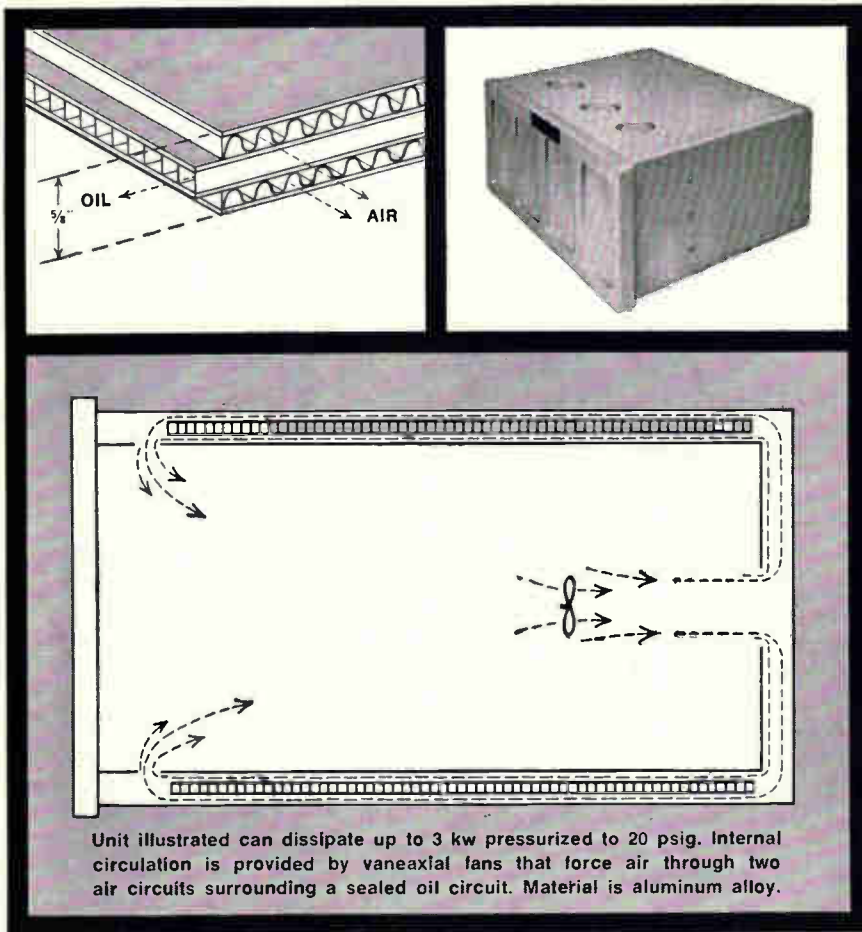 OIL
5/8"
AIR
Unit illustrated can dissipate up to 3 kw pressurized to 20 psig. Internal
circulation is provided by vaneaxial fans that force air through two
air circuits surrounding a sealed oil circuit. Material is aluminum alloy.